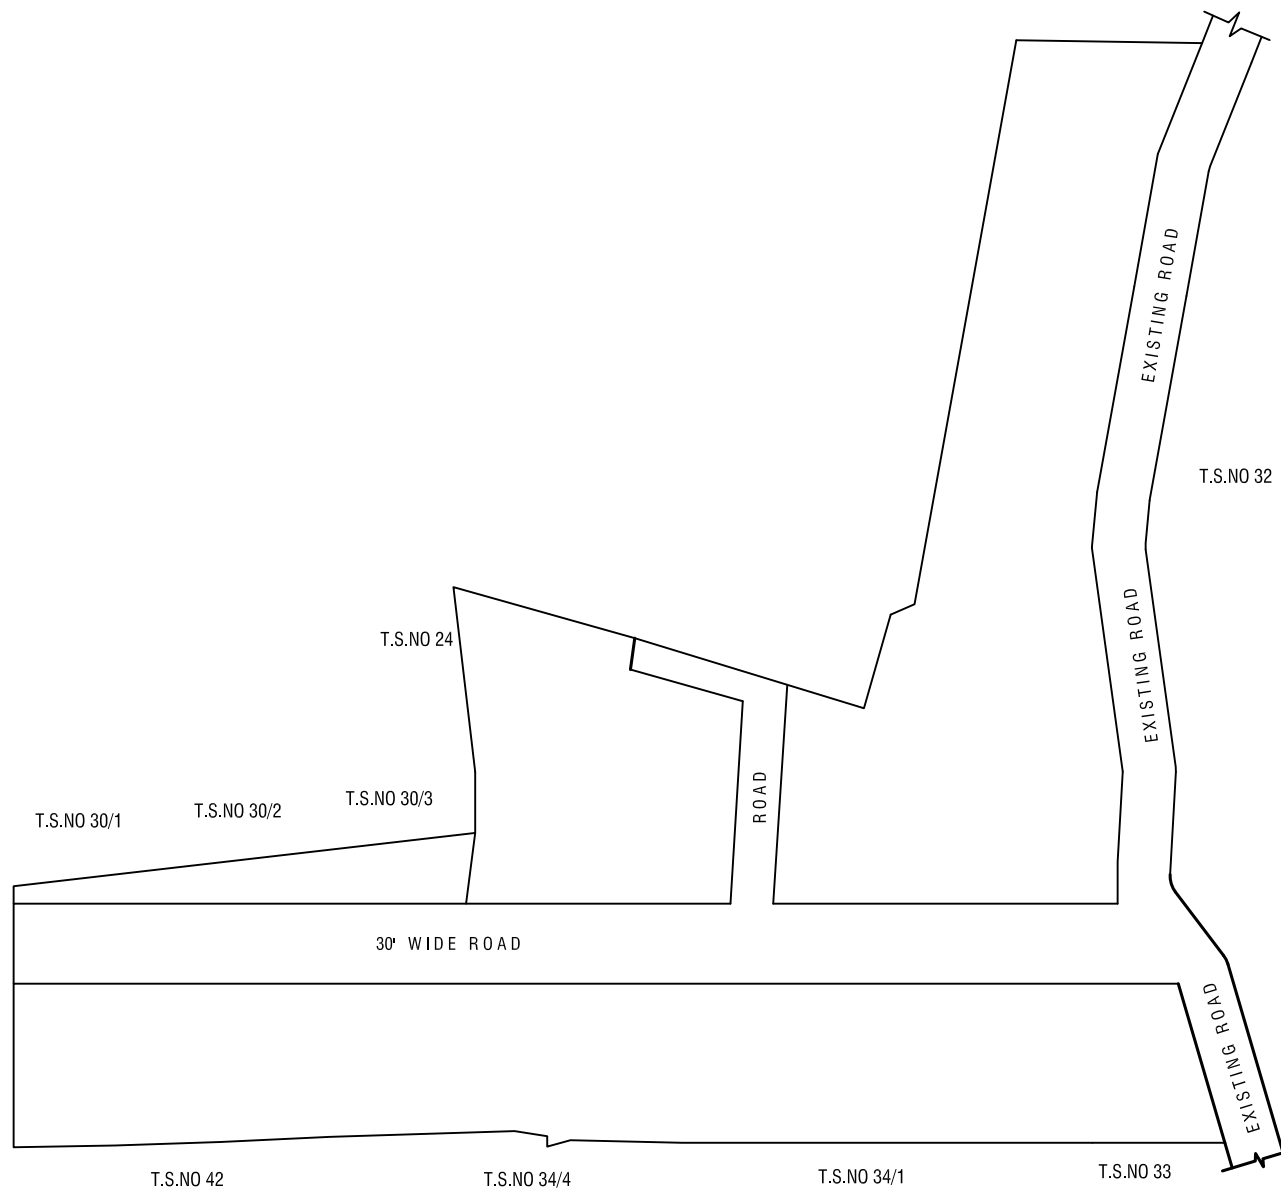 EXISTING ROAD
T.S.NO 32
EXISTING ROAD
T.S.NO 24
ROAD
T.S.NO 30/3
T.S.NO 30/2
T.S.NO 30/1
30' WIDE ROAD
EXISTING ROAD
T.S.NO 42
T.S.NO 34/4
T.S.NO 34/1
T.S.NO 33